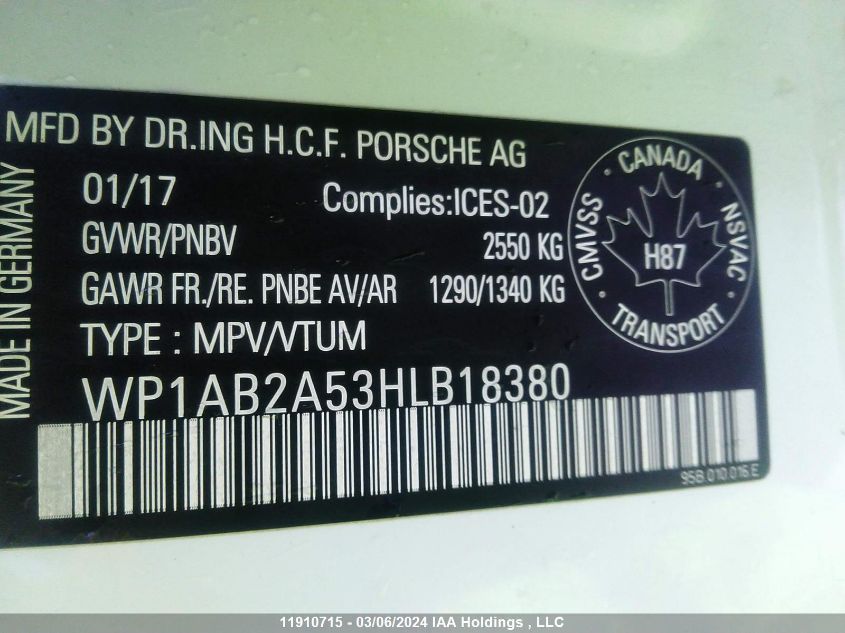 MFD BY DR.ING H.C.F. PORSCHE AG
01/17 Complies:ICES-02
GVWR/PNBV 2550 KG
GAWR FR./RE. PNBE AV/AR 1290/1340 KG
TYPE : MPV/VTUM
WP1AB2A53HLB18380
MADE IN GERMANY
CANADA
CMVSS
NSVAC
H87
TRANSPORT
95B 010 016 E
11910715 - 03/06/2024 IAA Holdings , LLC